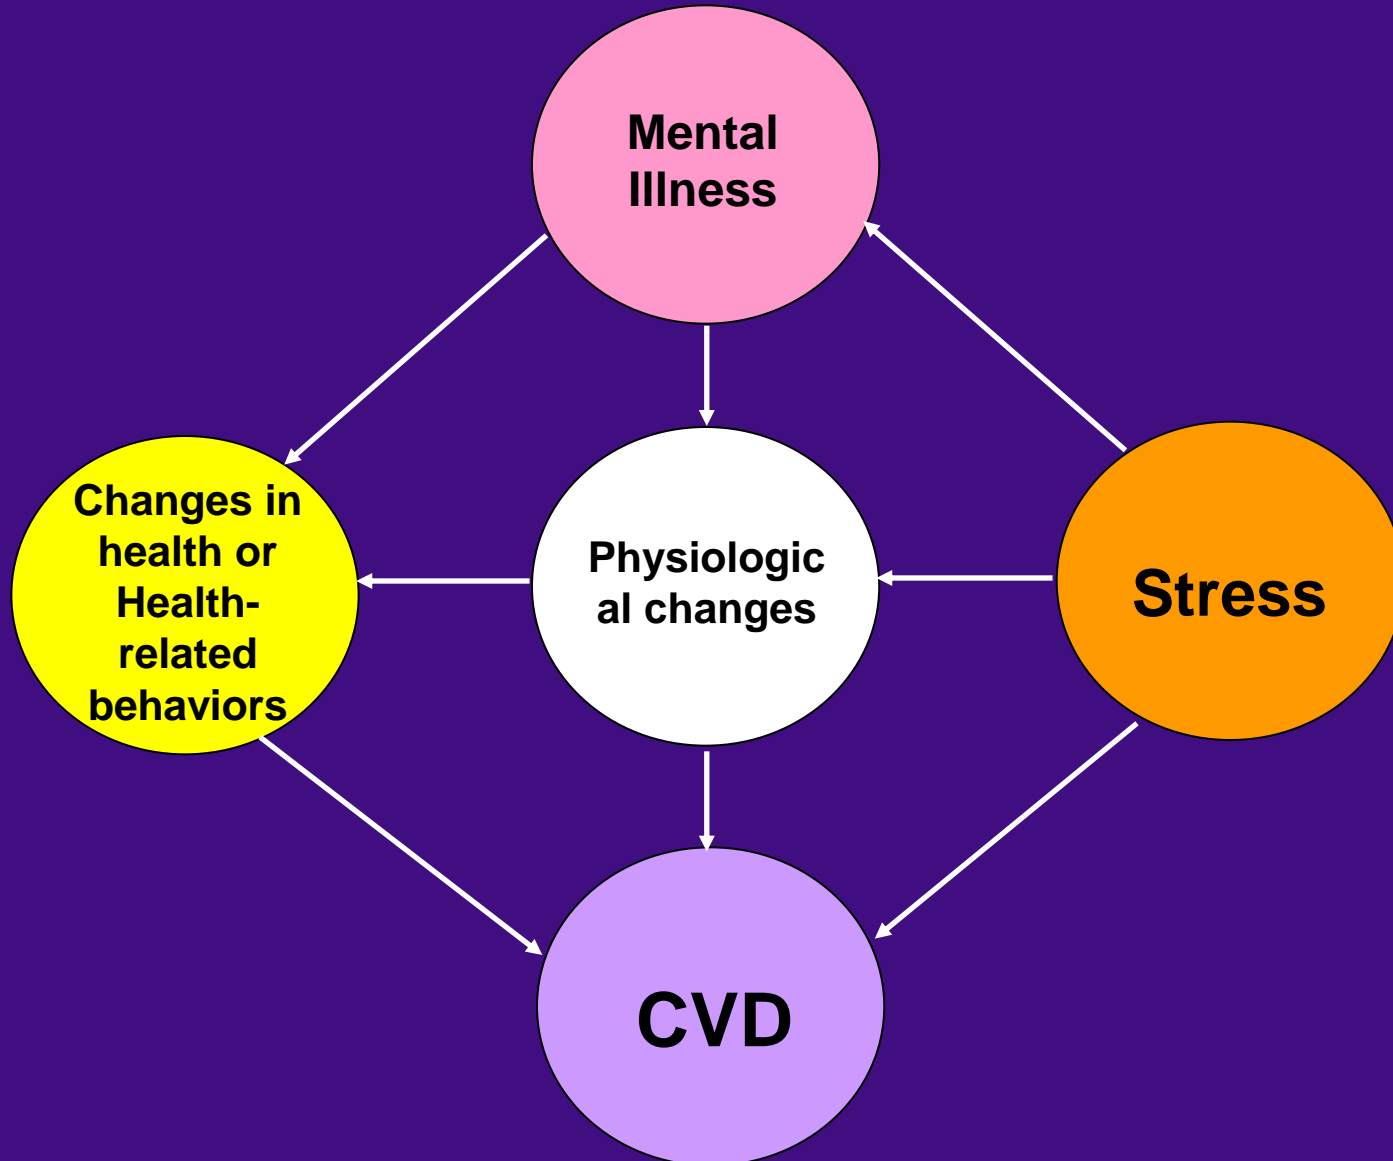 Mental
Illness
Changes in
health or
Health-
related
behaviors
Physiologic
al changes
Stress
CVD